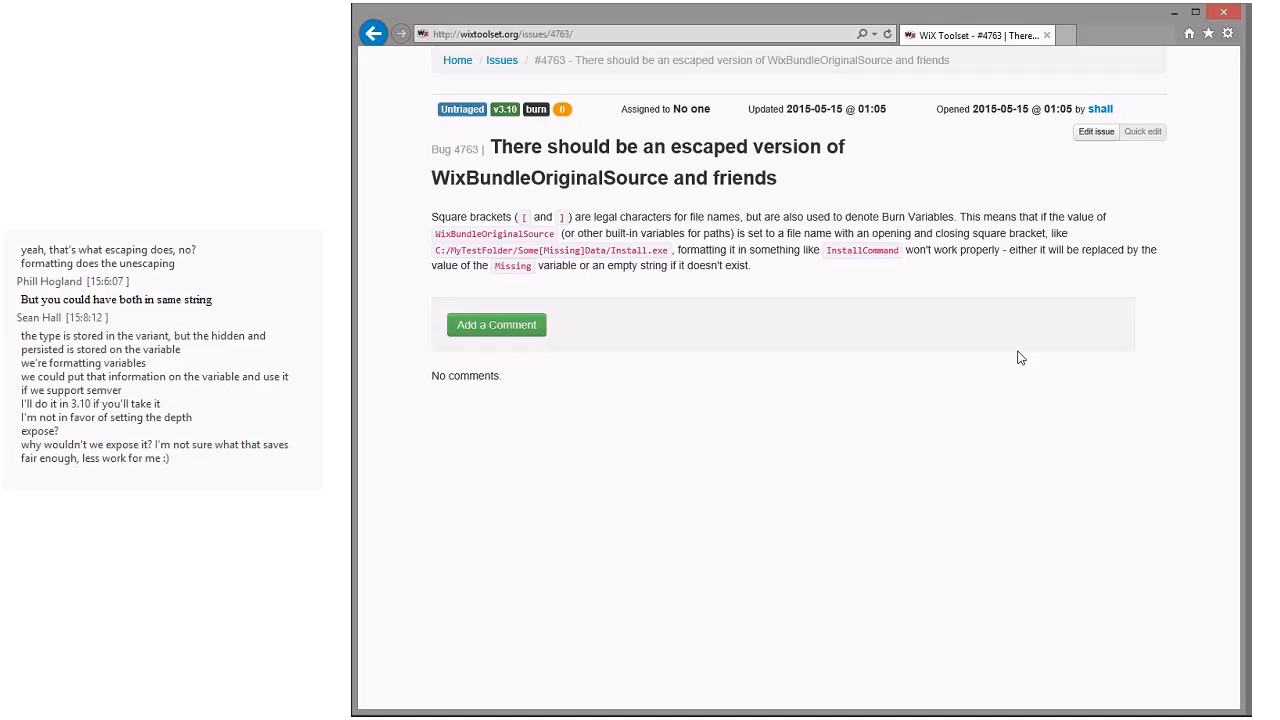 yeah, that's what escaping does, no?
formatting does the unescaping
Phill Hogland [15:6:07 ]
But you could have both in same string
Sean Hall [15:8:12 ]
the type is stored in the variant, but the hidden and
persisted is stored on the variable
we're formatting variables
we could put that information on the variable and use it
if we support semver
I'll do it in 3.10 if you'll take it
I'm not in favor of setting the depth
expose?
why wouldn't we expose it? I'm not sure what that saves
fair enough, less work for me :)
http://wixtoolset.org/issues/4763/
WiX Toolset - #4763 | There...
Home / Issues / #4763 - There should be an escaped version of WixBundleOriginalSource and friends
Untriaged v3.10 burn 0 Assigned to No one Updated 2015-05-15 @ 01:05 Opened 2015-05-15 @ 01:05 by shall
Edit issue Quick edit
Bug 4763 | There should be an escaped version of
WixBundleOriginalSource and friends
Square brackets ( [ and ] ) are legal characters for file names, but are also used to denote Burn Variables. This means that if the value of
WixBundleOriginalSource (or other built-in variables for paths) is set to a file name with an opening and closing square bracket, like
C:/MyTestFolder/Some[Missing]Data/Install.exe , formatting it in something like InstallCommand won't work properly - either it will be replaced by the
value of the Missing variable or an empty string if it doesn't exist.
Add a Comment
No comments.